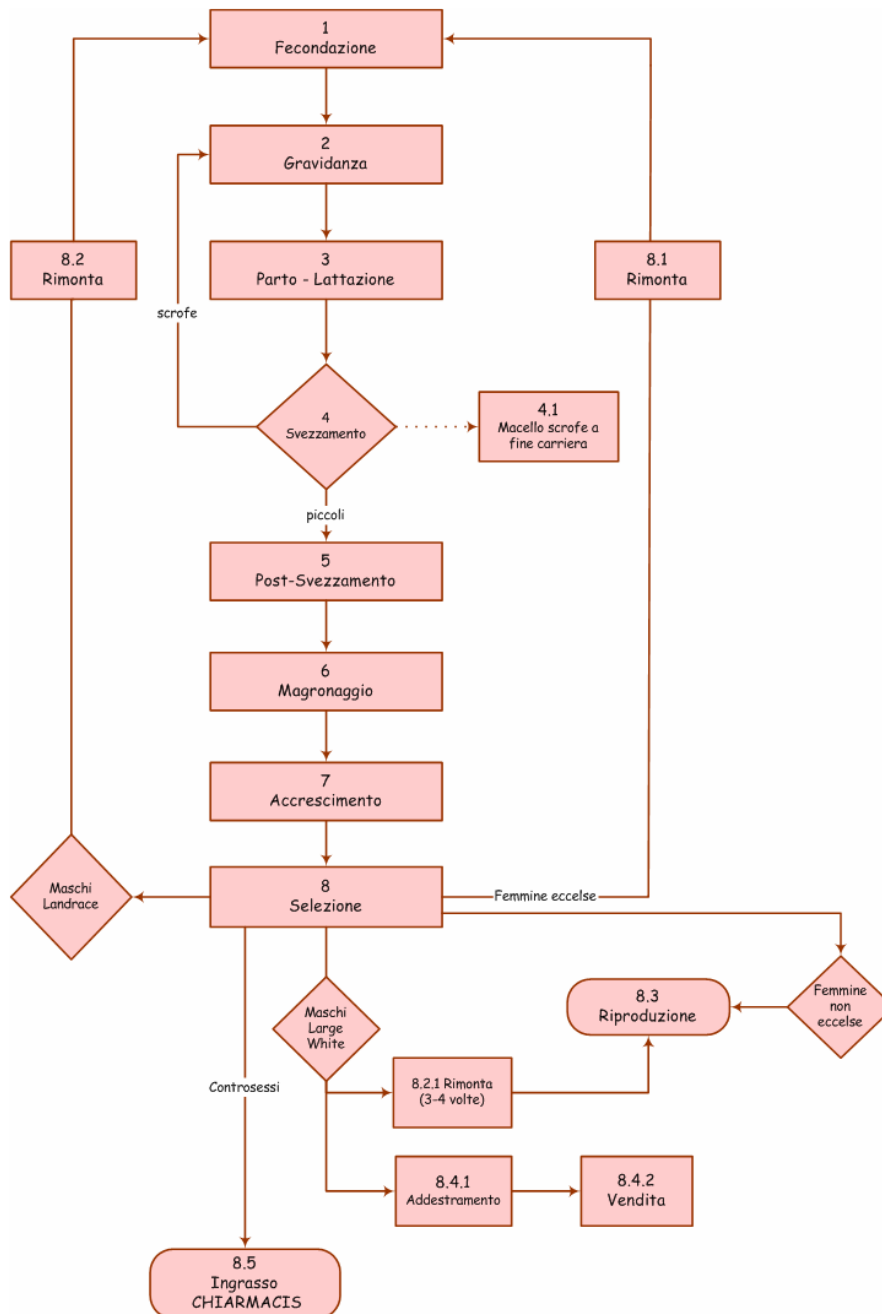 1
Fecondazione
2
Gravidanza
8.2
Rimonta
3
Parto - Lattazione
8.1
Rimonta
scrofe
4
Svezzamento
4.1
Macello scrofe a
fine carriera
piccoli
5
Post-Svezzamento
6
Magronaggio
7
Accrescimento
Maschi
Landrace
8
Selezione
Femmine eccelse
Maschi
Large
White
8.3
Riproduzione
Femmine
non
eccelse
Controsessi
8.2.1 Rimonta
(3-4 volte)
8.4.1
Addestramento
8.4.2
Vendita
8.5
Ingrasso
CHIARMACIS